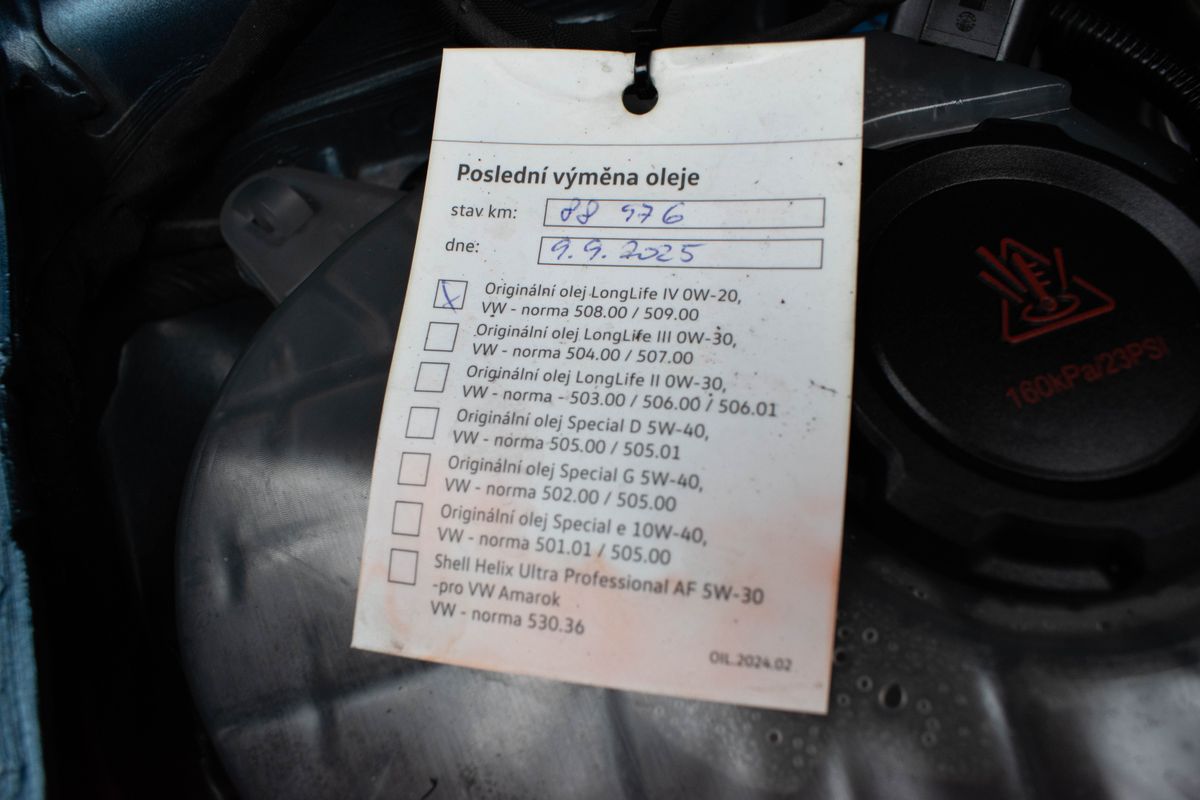 Poslední výměna oleje
stav km: 88 976
dne: 9.9.2025
Originální olej LongLife IV 0W-20,
VW - norma 508.00 / 509.00
Originální olej LongLife III 0W-30,
VW - norma 504.00 / 507.00
Originální olej LongLife II 0W-30,
VW - norma - 503.00 / 506.00 / 506.01
Originální olej Special D 5W-40,
VW - norma 505.00 / 505.01
Originální olej Special G 5W-40,
VW - norma 502.00 / 505.00
Originální olej Special e 10W-40,
VW - norma 501.01 / 505.00
Shell Helix Ultra Professional AF 5W-30
-pro VW Amarok
VW - norma 530.36
OIL.2024.02
160kPa/23PSI